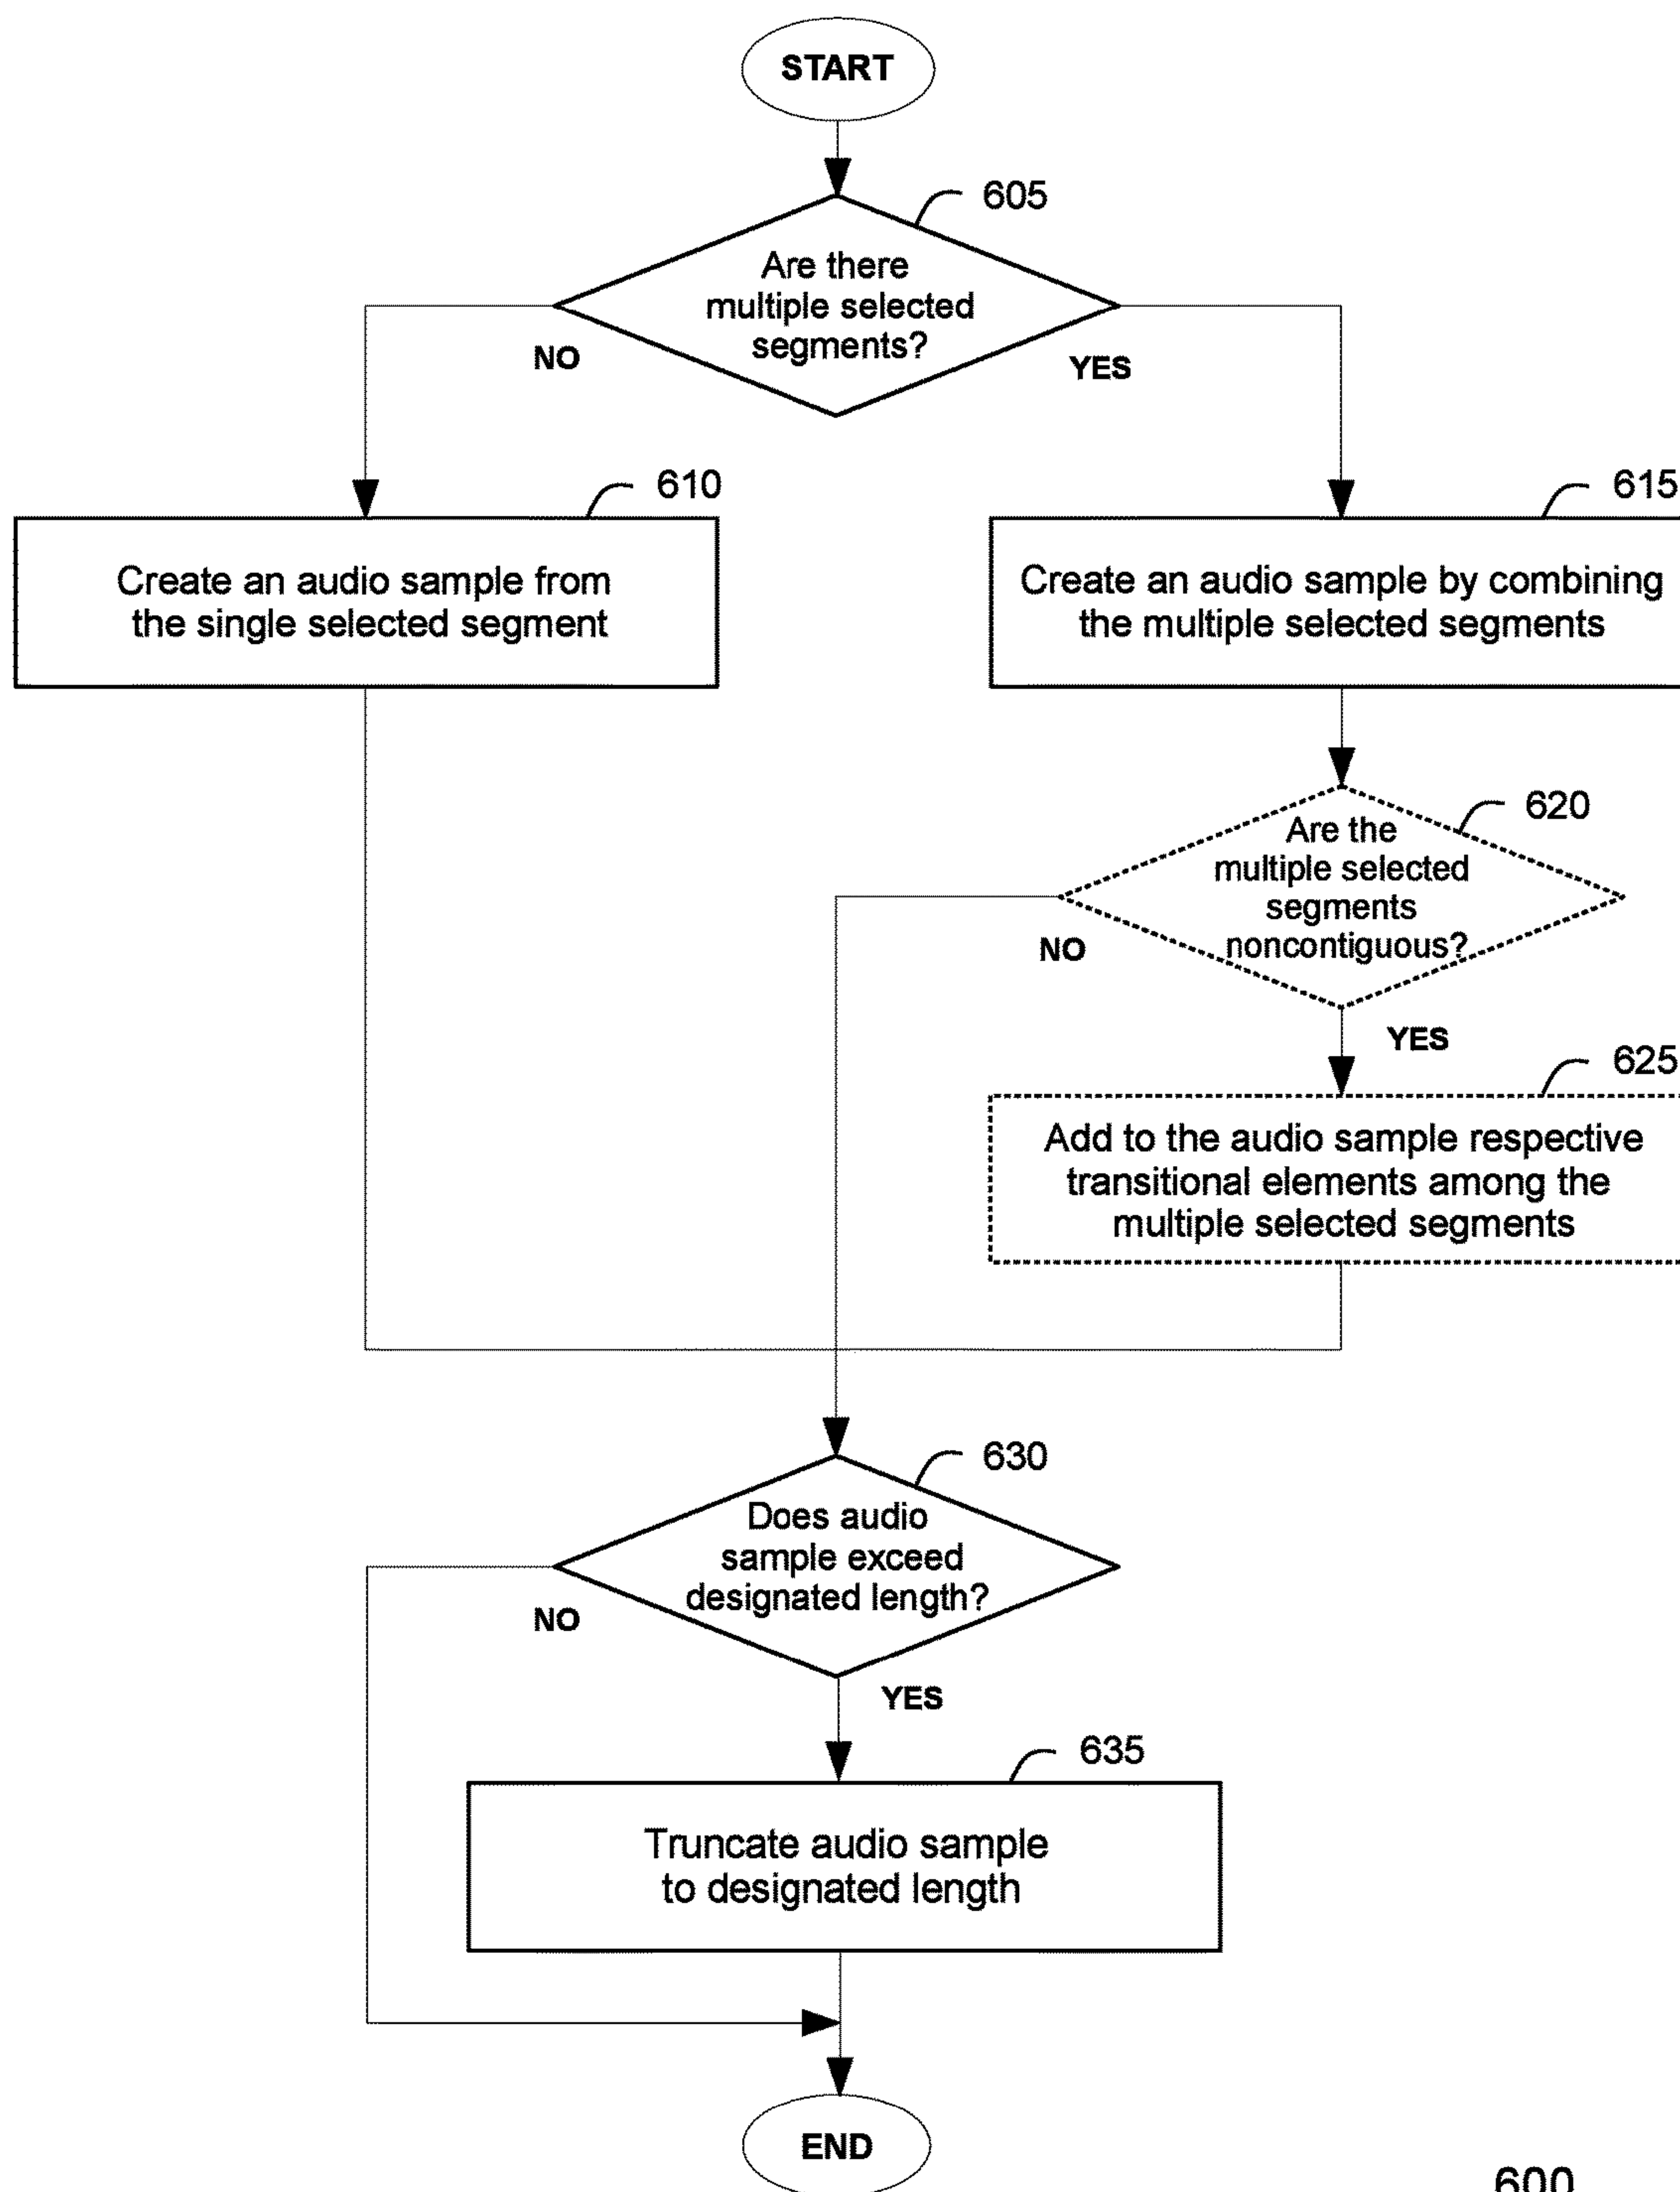 START
605
Are there
multiple selected
segments?
NO
YES
610
615
Create an audio sample from
the single selected segment
Create an audio sample by combining
the multiple selected segments
620
Are the
multiple selected
segments
noncontiguous?
NO
YES
625
Add to the audio sample respective
transitional elements among the
multiple selected segments
630
Does audio
sample exceed
designated length?
NO
YES
635
Truncate audio sample
to designated length
END
600